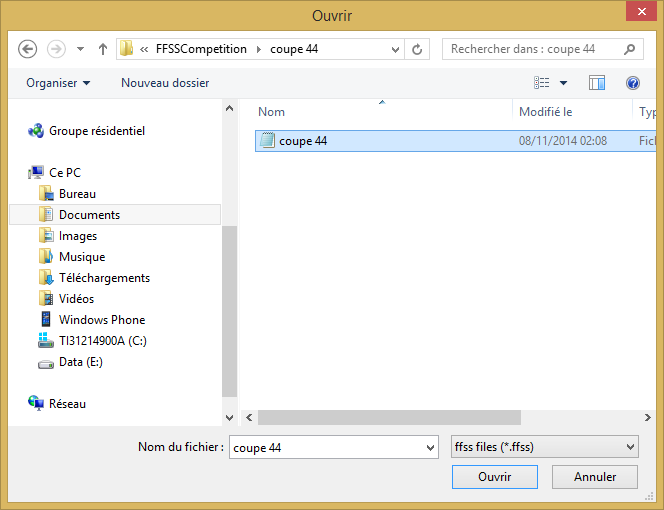 Ouvrir
« FFSSCompetition coupe 44
Rechercher dans : coupe 44
Organiser Nouveau dossier
Nom Modifié le Typ
Groupe résidentiel
coupe 44 08/11/2014 02:08 Fich
Ce PC
Bureau
Documents
Images
Musique
Téléchargements
Vidéos
Windows Phone
TI31214900A (C:)
Data (E:)
Réseau
Nom du fichier : coupe 44 ffss files (*.ffss)
Ouvrir Annuler